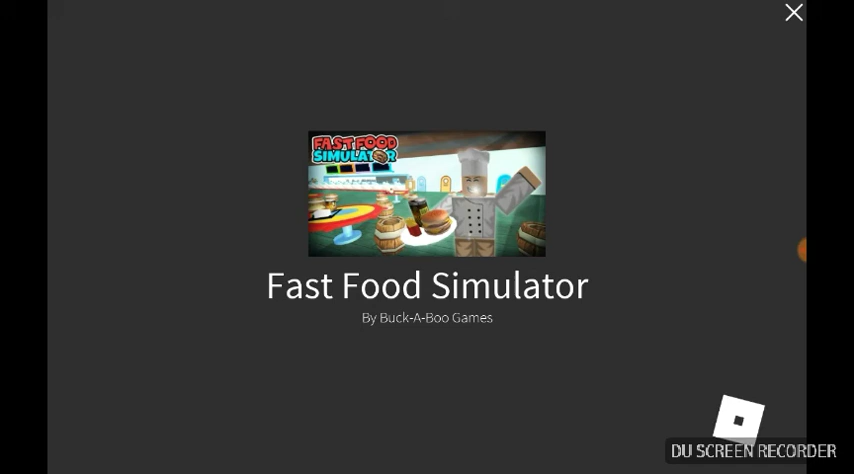 FAST FOOD
SIMULATOR
Fast Food Simulator
By Buck-A-Boo Games
DU SCREEN RECORDER